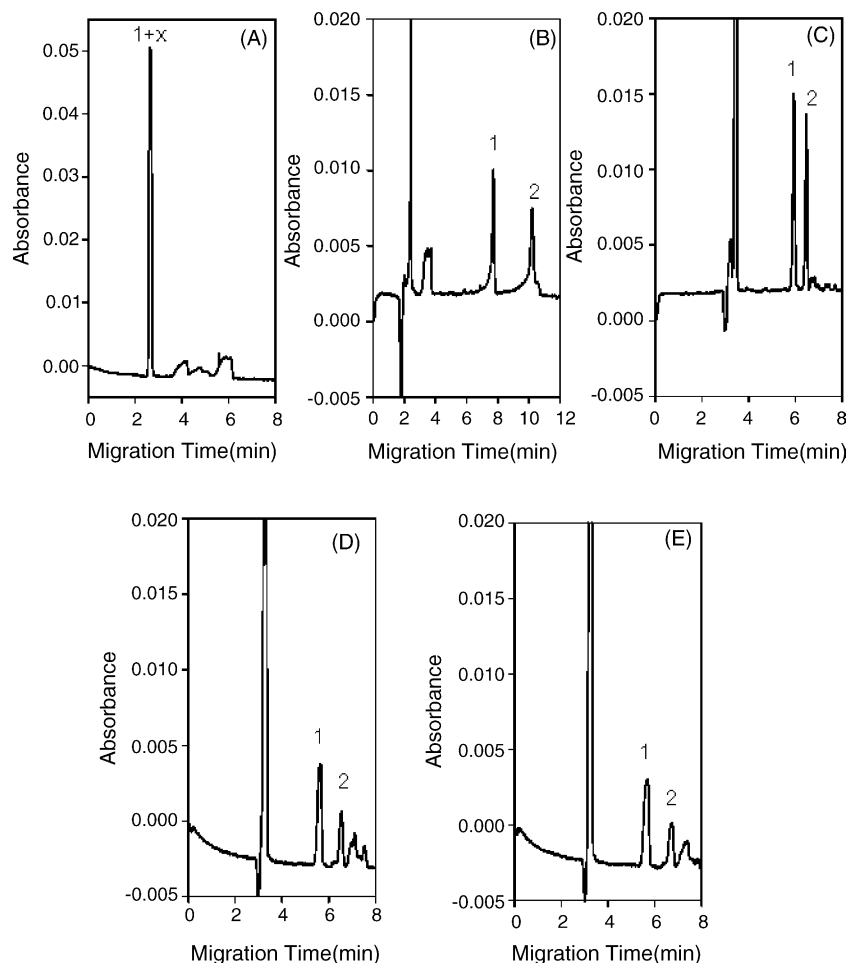 1+x
(A)
0.05
0.04
0.03
0.02
0.01
0.00
Absorbance
0 2 4 6 8
Migration Time(min)
0.020
(B)
0.015
0.010
0.005
0.000
-0.005
1
2
Absorbance
0 2 4 6 8 10 12
Migration Time(min)
0.020
(C)
0.015
0.010
0.005
0.000
-0.005
1
2
Absorbance
0 2 4 6 8
Migration Time(min)
0.020
(D)
0.015
0.010
0.005
0.000
-0.005
1
2
Absorbance
0 2 4 6 8
Migration Time(min)
0.020
(E)
0.015
0.010
0.005
0.000
-0.005
1
2
Absorbance
0 2 4 6 8
Migration Time(min)